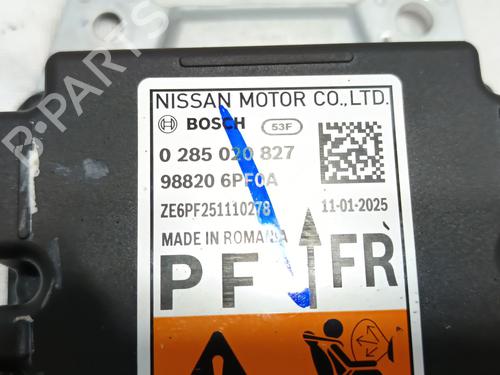 B-PARTS
NISSAN MOTOR CO.,LTD.
BOSCH 53F
0 285 020 827
98820 6PF0A
ZE6PF251110278 11-01-2025
MADE IN ROMANIA
PF FR